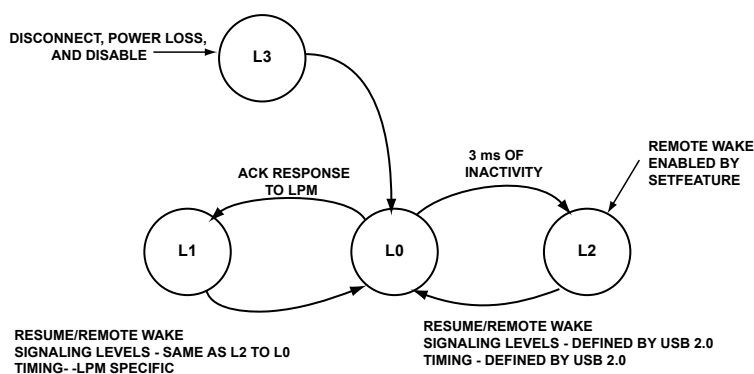 DISCONNECT, POWER LOSS,
AND DISABLE
L3
3 ms OF
INACTIVITY
REMOTE WAKE
ENABLED BY
SETFEATURE
ACK RESPONSE
TO LPM
L1
L0
L2
RESUME/REMOTE WAKE
SIGNALING LEVELS - SAME AS L2 TO L0
TIMING- -LPM SPECIFIC
RESUME/REMOTE WAKE
SIGNALING LEVELS - DEFINED BY USB 2.0
TIMING - DEFINED BY USB 2.0